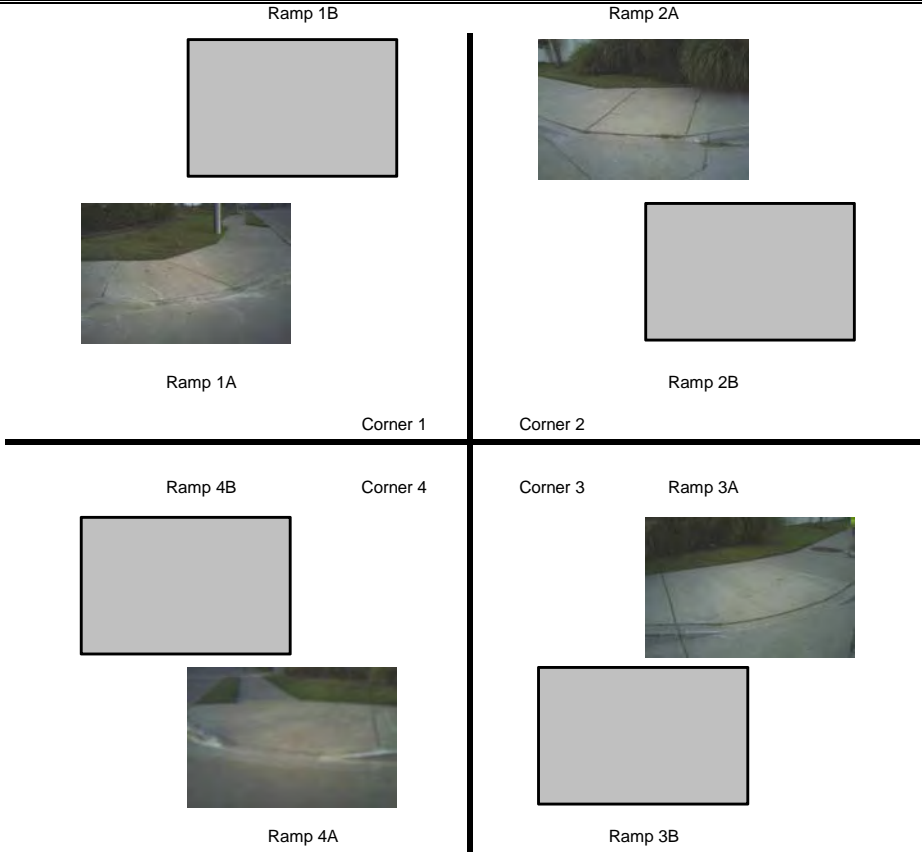 Ramp 1B
Ramp 2A
Ramp 1A
Ramp 2B
Corner 1
Corner 2
Ramp 4B
Corner 4
Corner 3
Ramp 3A
Ramp 4A
Ramp 3B